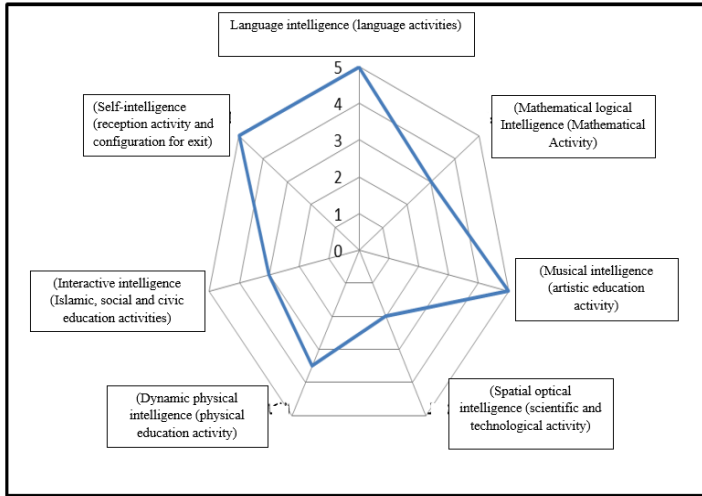 Language intelligence (language activities)
(Self-intelligence
(reception activity and
configuration for exit)
(Mathematical logical
Intelligence (Mathematical
Activity)
5
4
3
2
1
0
(Interactive intelligence
(Islamic, social and civic
education activities)
(Musical intelligence
(artistic education
activity)
(Dynamic physical
intelligence (physical
education activity)
(Spatial optical
intelligence (scientific and
technological activity)